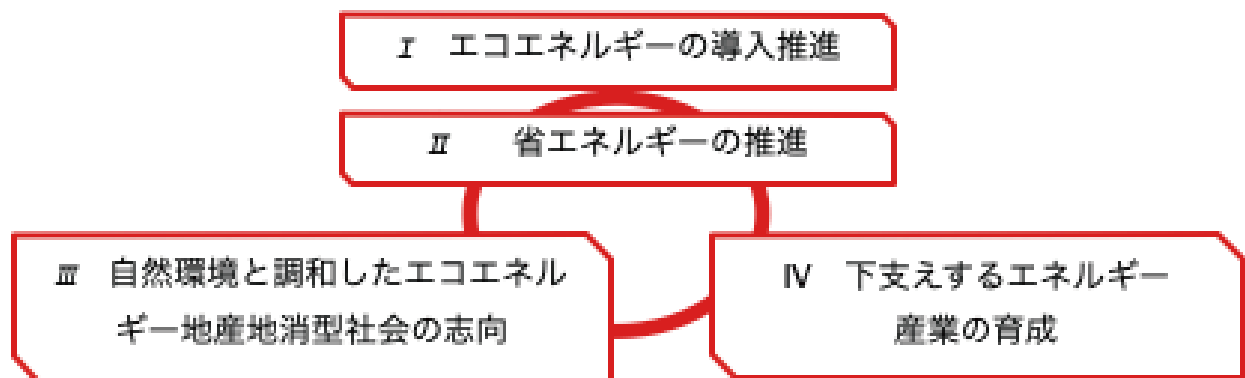 Ⅰ エコエネルギーの導入推進
Ⅱ 省エネルギーの推進
Ⅲ 自然環境と調和したエコエネル
ギー地産地消型社会の志向
Ⅳ 下支えするエネルギー
産業の育成